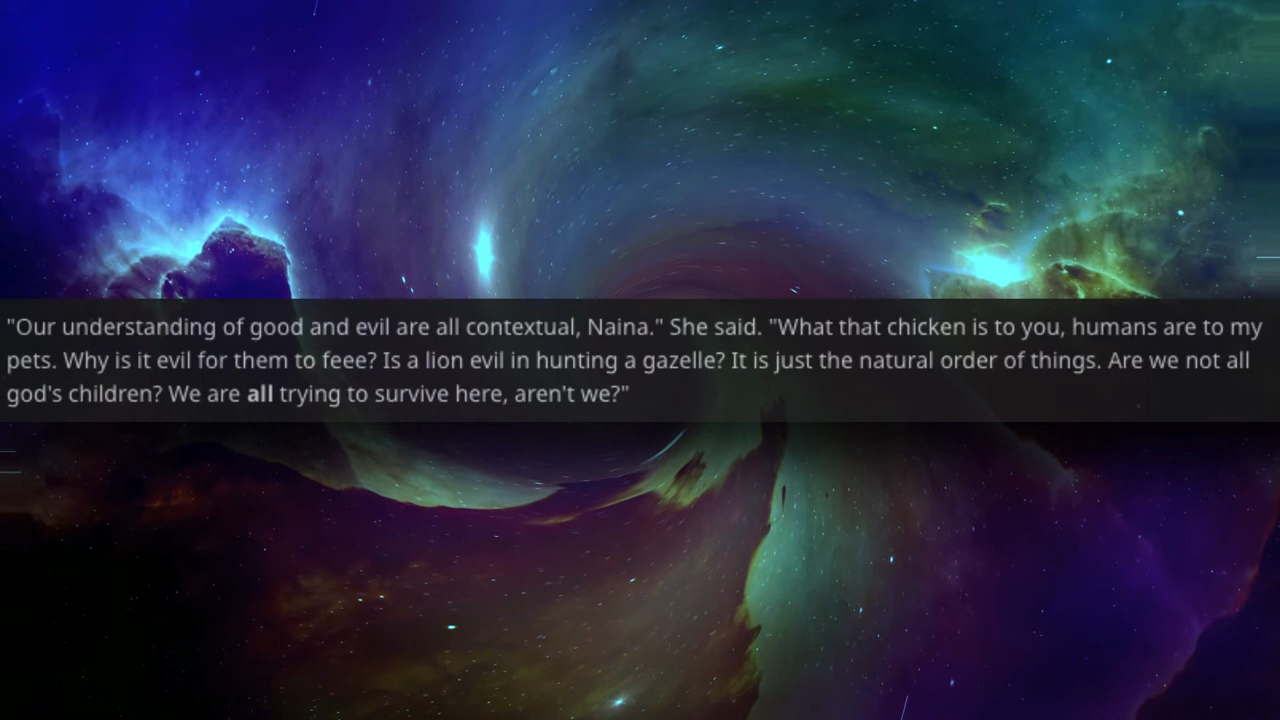 "Our understanding of good and evil are all contextual, Naina." She said. "What that chicken is to you, humans are to my
pets. Why is it evil for them to feee? Is a lion evil in hunting a gazelle? It is just the natural order of things. Are we not all
god's children? We are all trying to survive here, aren't we?"